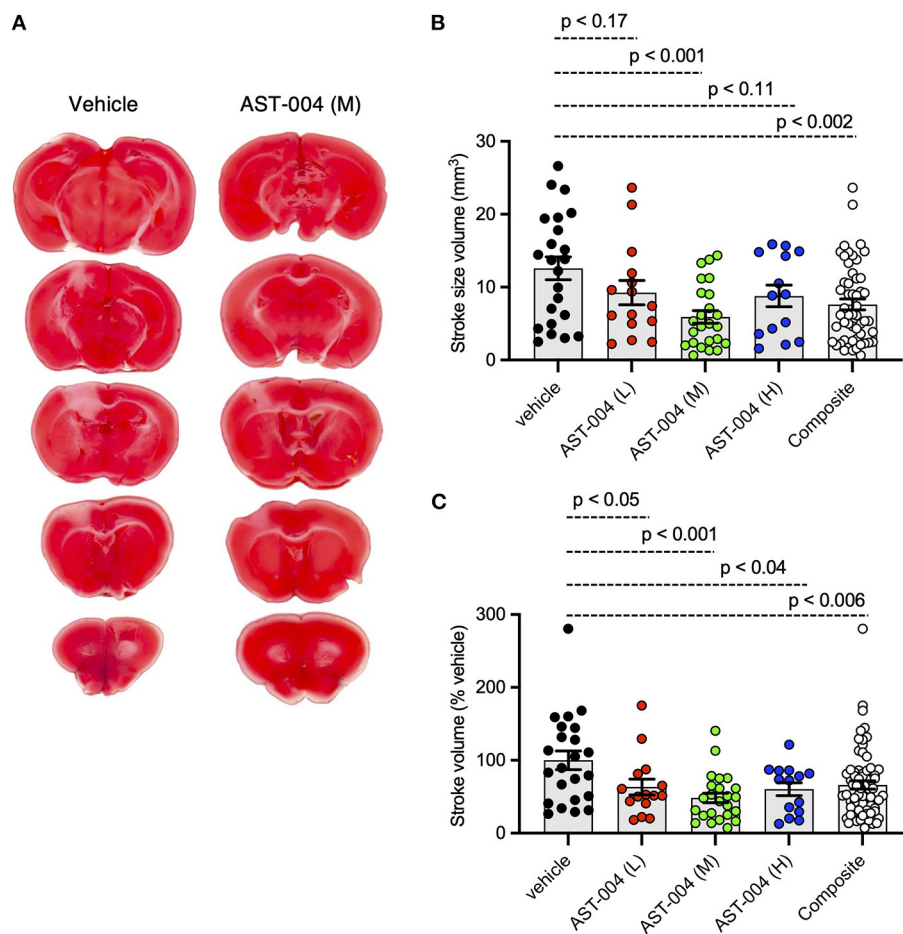 A
Vehicle
AST-004 (M)
B
p < 0.17
p < 0.001
p < 0.11
p < 0.002
Stroke size volume (mm³)
30
20
10
0
vehicle
AST-004 (L)
AST-004 (M)
AST-004 (H)
Composite
C
p < 0.05
p < 0.001
p < 0.04
p < 0.006
Stroke volume (% vehicle)
300
200
100
0
vehicle
AST-004 (L)
AST-004 (M)
AST-004 (H)
Composite